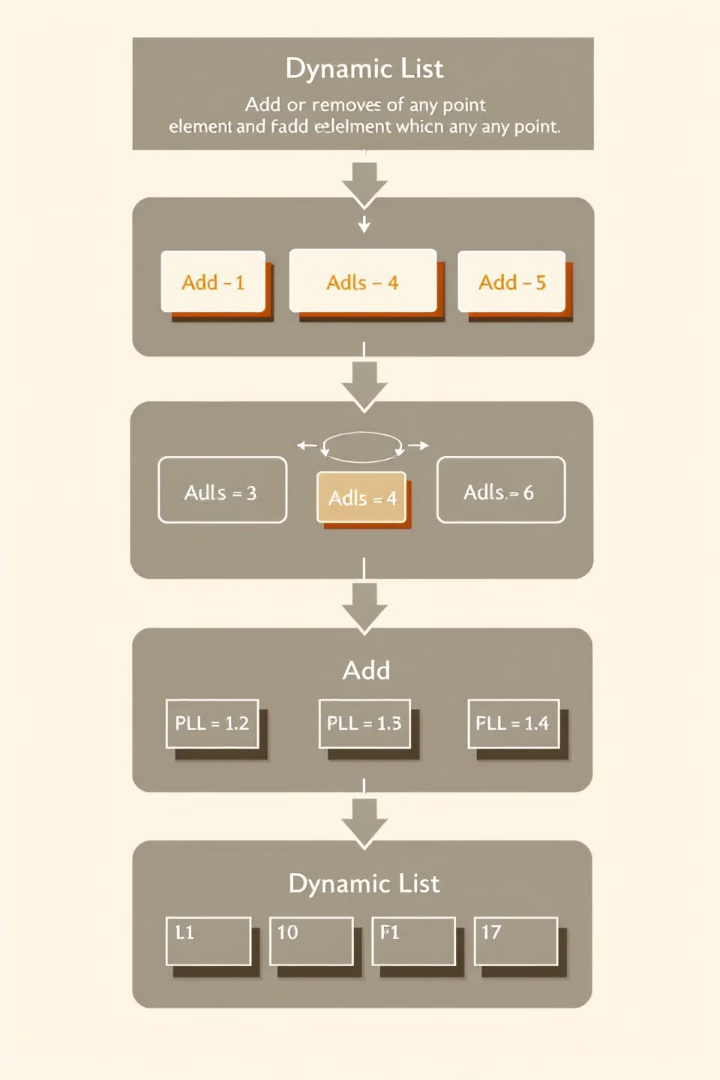 Dynamic List
Add or removes of any point
element and fadd eelelment which any any point.
Add – 1
Adls – 4
Add – 5
Adls = 3
Adls = 4
Adls.= 6
Add
PLL = 1.2
PLL = 1.3
PLL = 1.4
Dynamic List
L1
10
F1
17